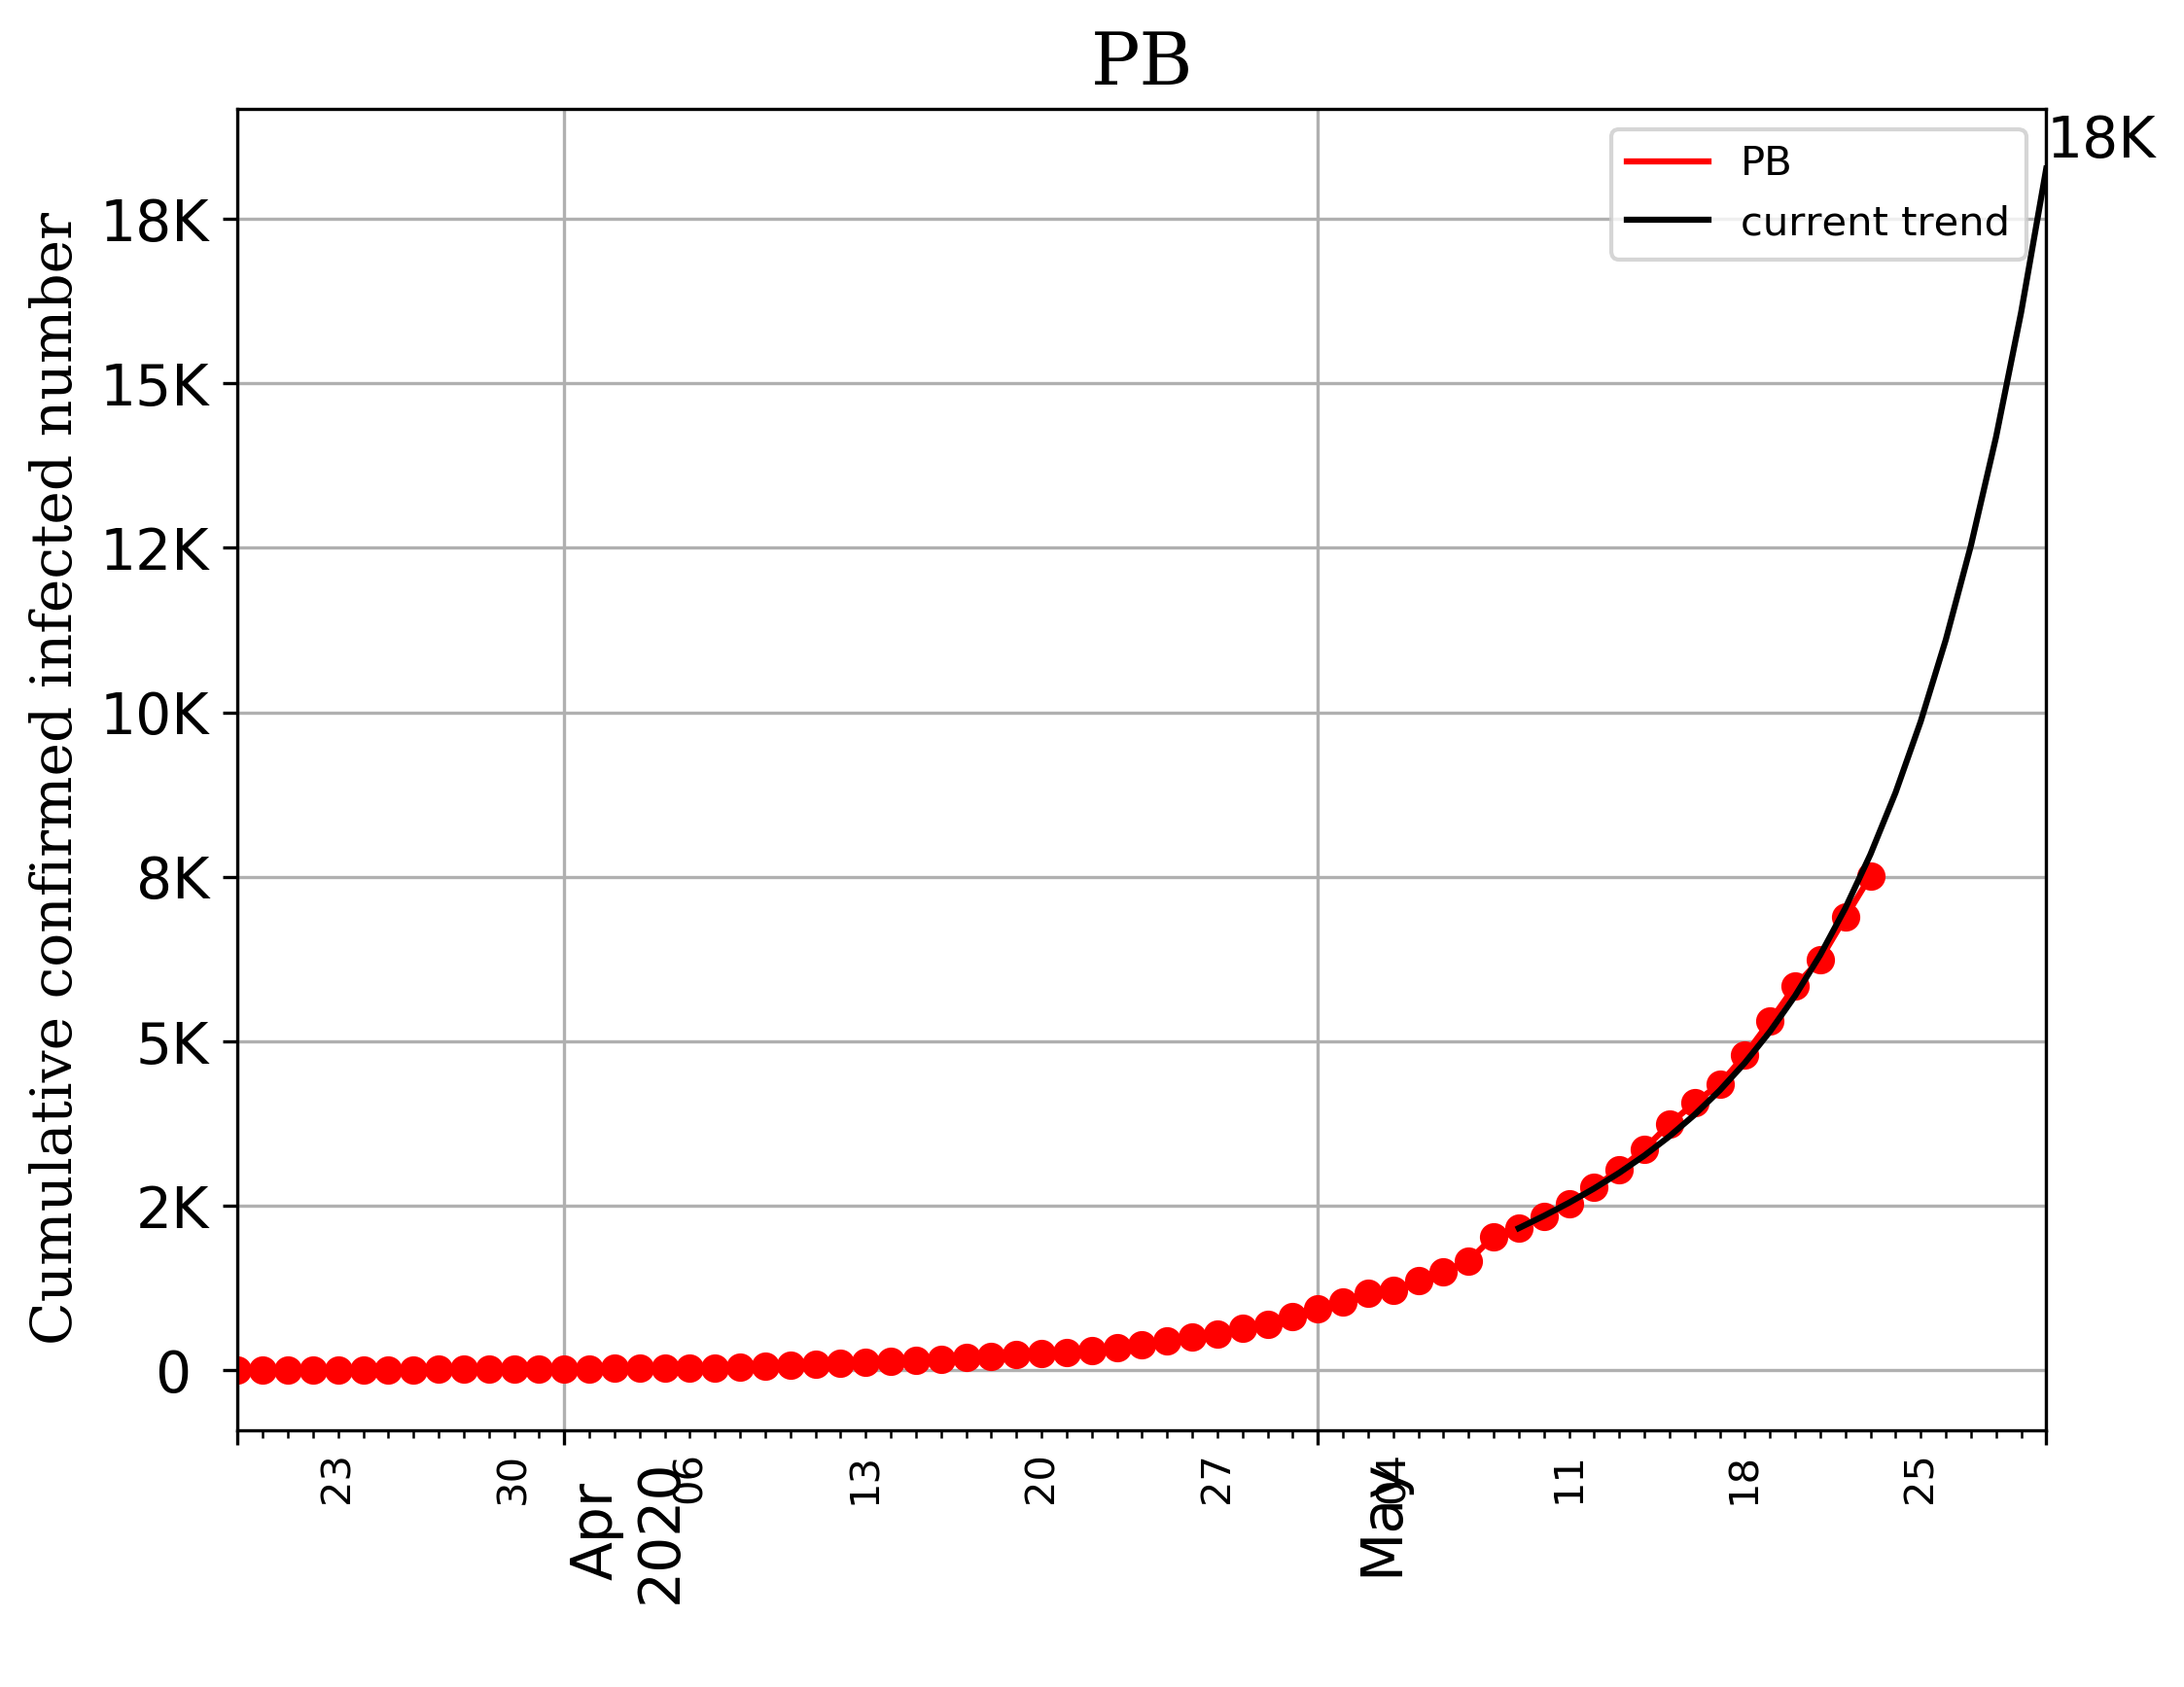 PB
18K
PB
current trend
Cumulative confirmed infected number
18K
15K
12K
10K
8K
5K
2K
0
23
30
06
13
20
27
04
11
18
25
Apr
2020
May